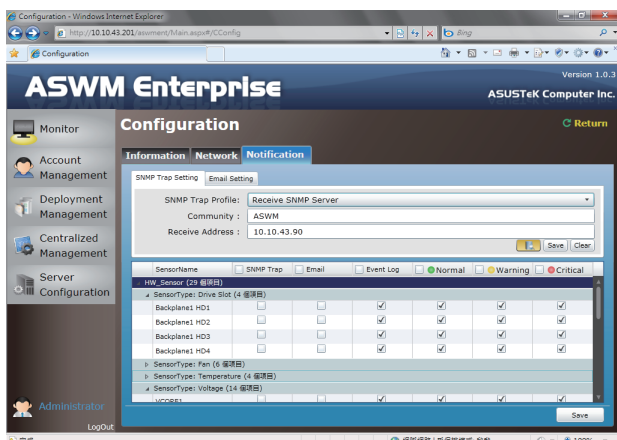 Configuration - Windows Internet Explorer
http://10.10.43.201/aswment/Main.aspx#/CConfig
Bing
Configuration
ASWM Enterprise
Version 1.0.3
ASUSTeK Computer Inc.
Monitor
Account
Management
Deployment
Management
Centralized
Management
Server
Configuration
Administrator
LogOut
Configuration
Return
Information Network Notification
SNMP Trap Setting Email Setting
SNMP Trap Profile: Receive SNMP Server
Community : ASWM
Receive Address : 10.10.43.90
Save Clear
SensorName SNMP Trap Email Event Log Normal Warning Critical
HW_Sensor (29 個項目)
SensorType: Drive Slot (4 個項目)
Backplane1 HD1
Backplane1 HD2
Backplane1 HD3
Backplane1 HD4
SensorType: Fan (6 個項目)
SensorType: Temperature (4 個項目)
SensorType: Voltage (14 個項目)
VCORE1
Save
100%